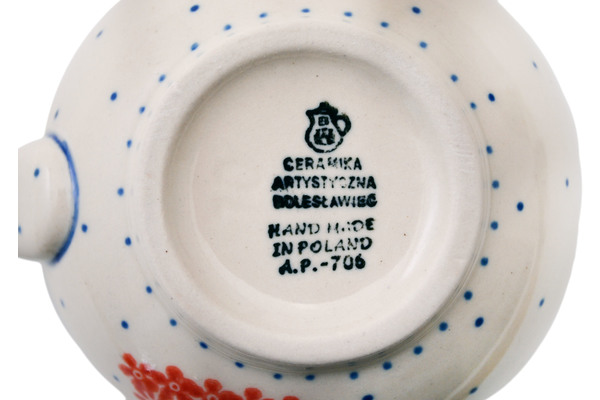 B
CERAMIKA
ARTYSTYCZNA
BOLESŁAWIEC
HAND MADE
IN POLAND
A.P.-706